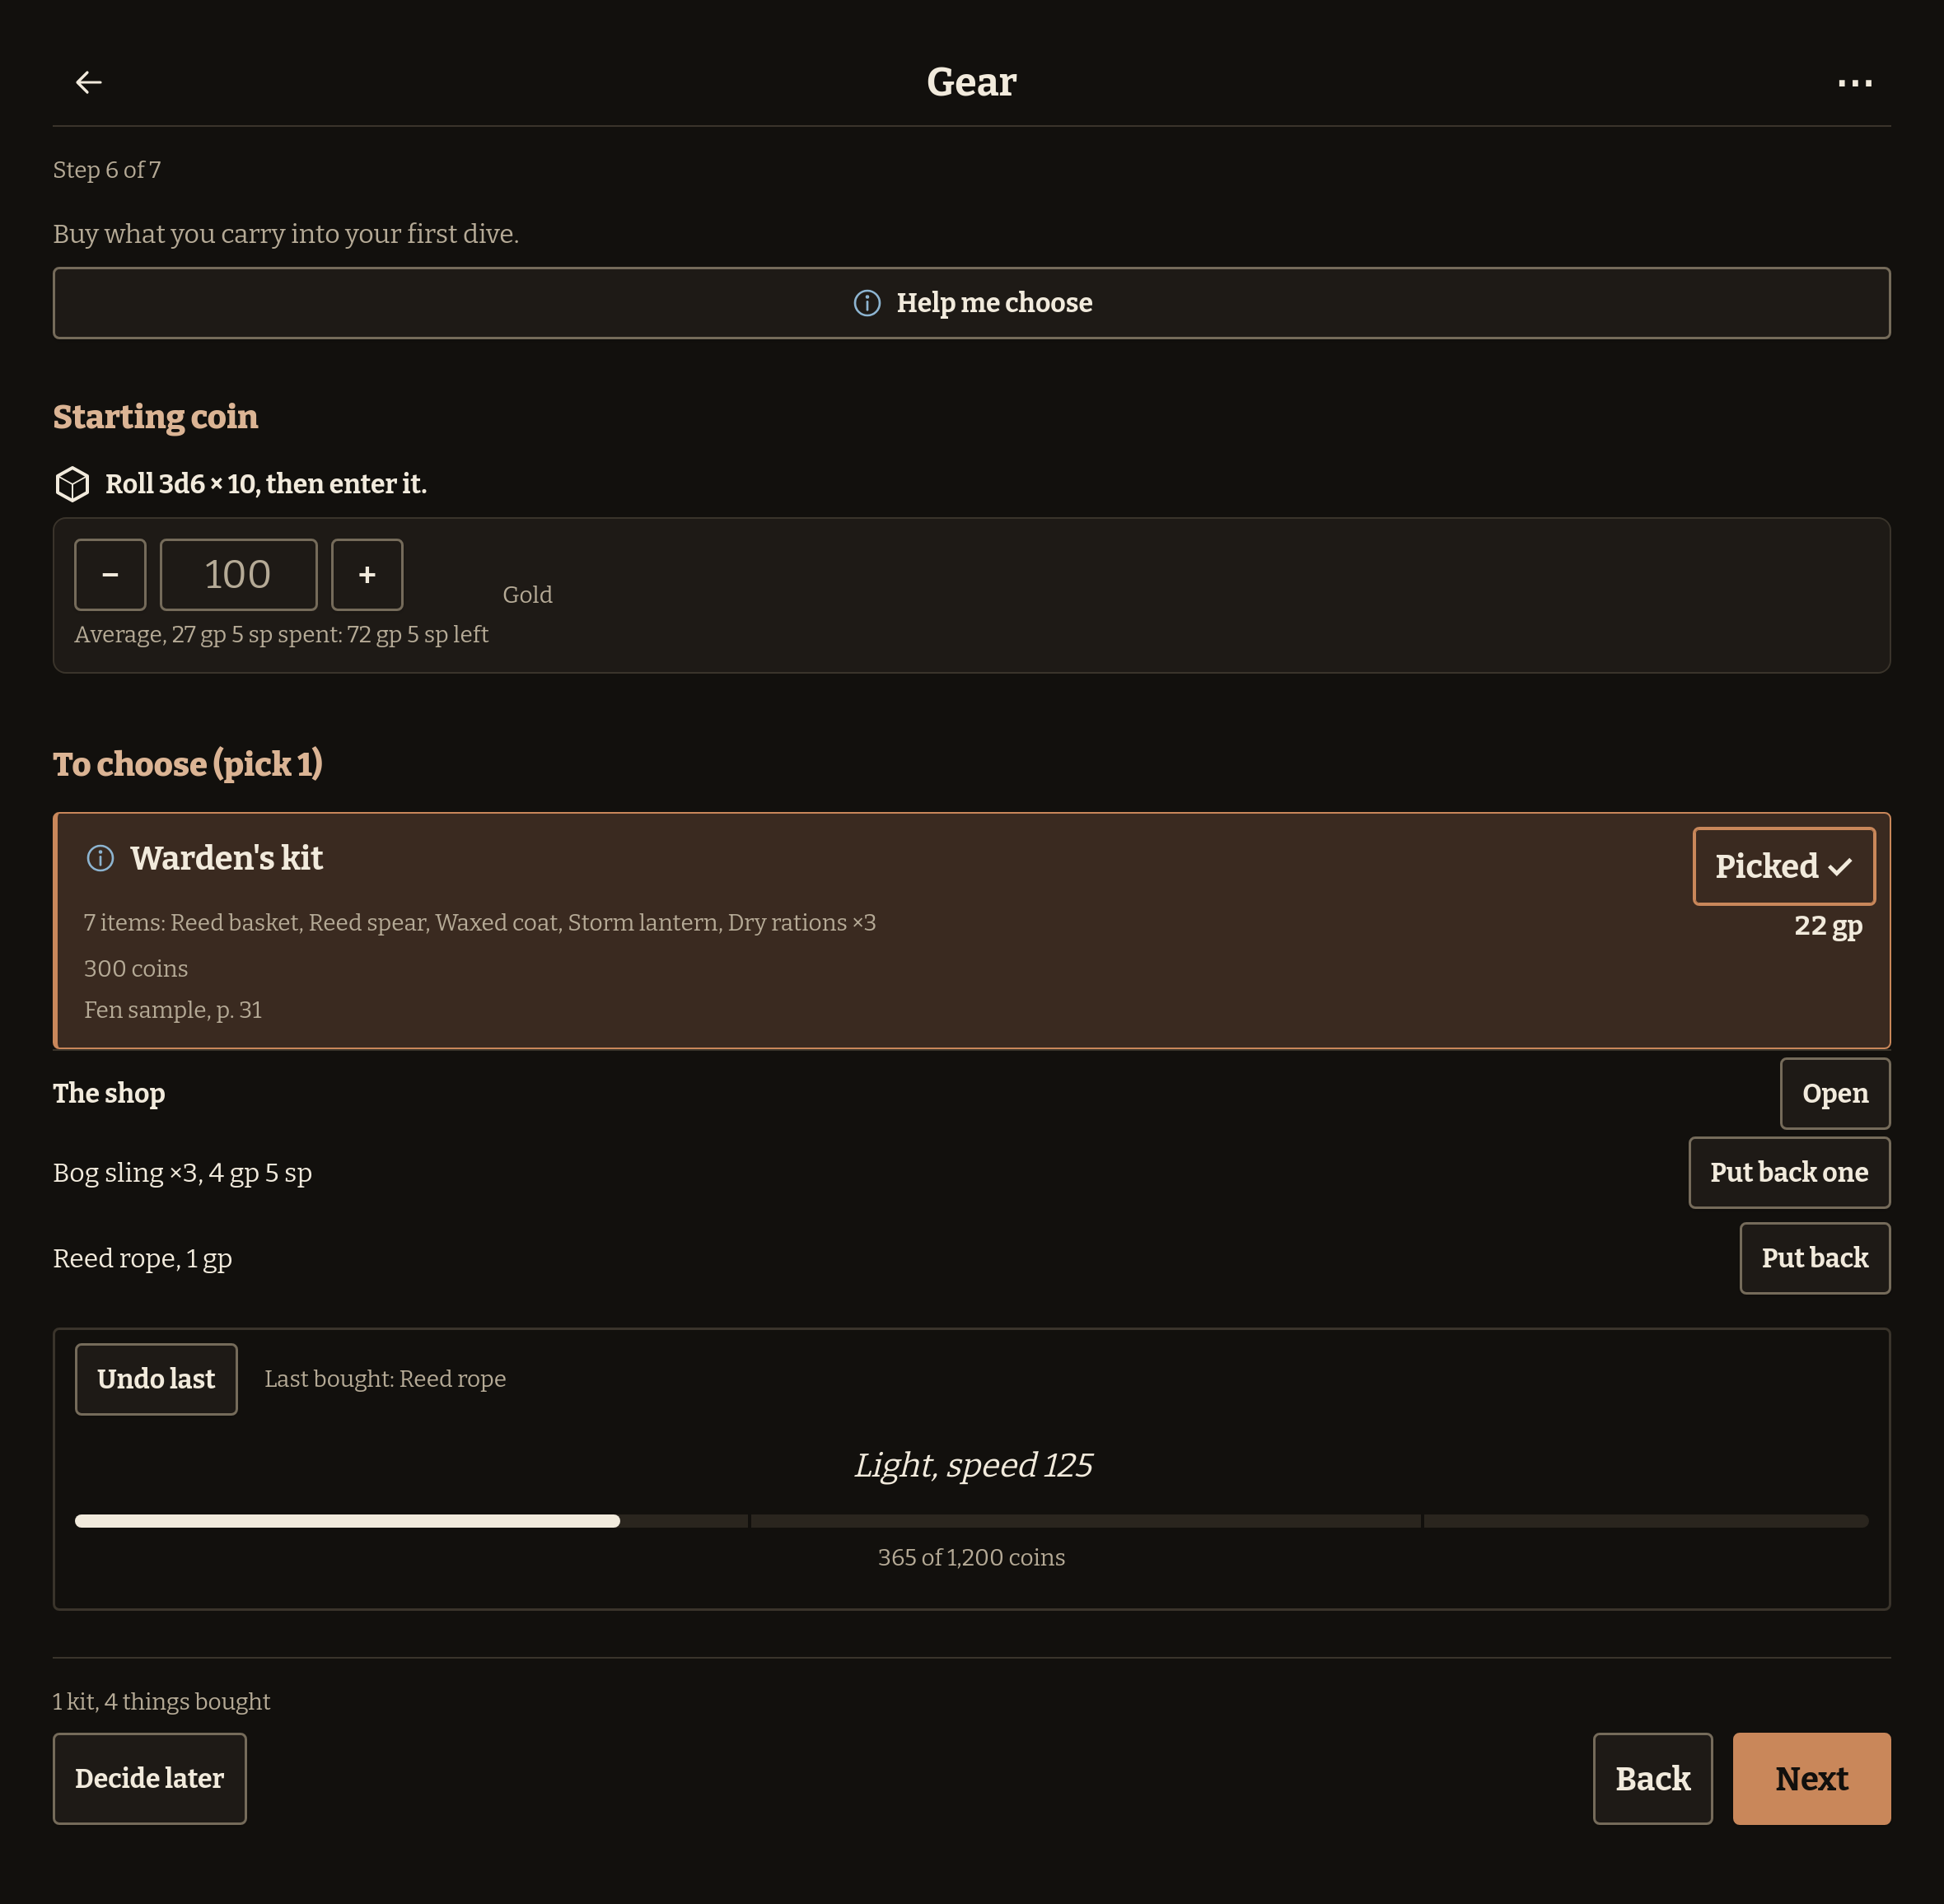 Gear
Step 6 of 7
Buy what you carry into your first dive.
Help me choose
Starting coin
Roll 3d6 × 10, then enter it.
− 100 +
Gold
Average, 27 gp 5 sp spent: 72 gp 5 sp left
To choose (pick 1)
Warden's kit
Picked ✓
7 items: Reed basket, Reed spear, Waxed coat, Storm lantern, Dry rations ×3
22 gp
300 coins
Fen sample, p. 31
The shop
Open
Bog sling ×3, 4 gp 5 sp
Put back one
Reed rope, 1 gp
Put back
Undo last
Last bought: Reed rope
Light, speed 125
365 of 1,200 coins
1 kit, 4 things bought
Decide later
Back
Next